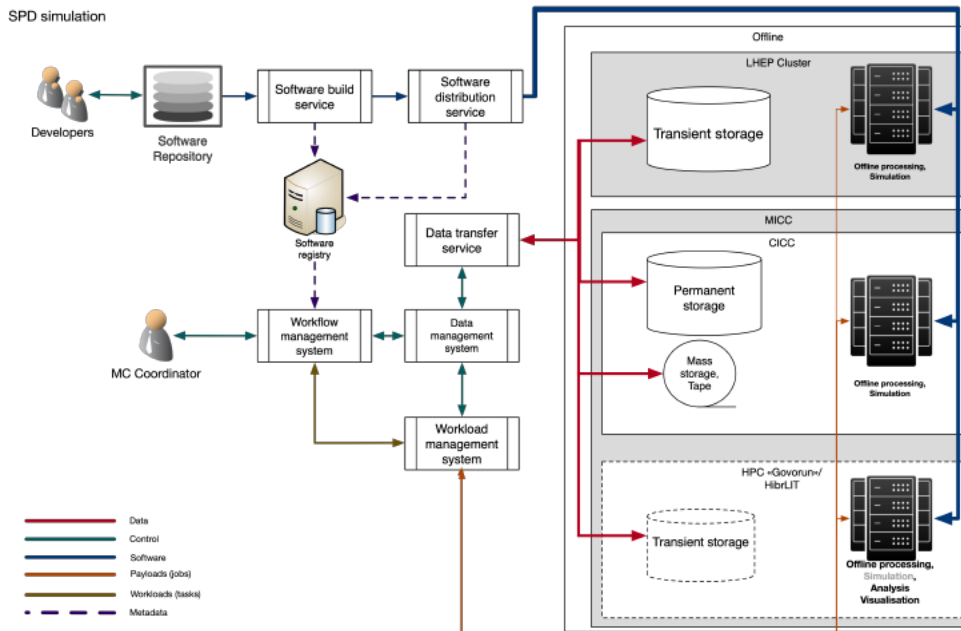 SPD simulation
Developers
Software
Repository
Software build
service
Software
distribution
service
Software
registry
Data transfer
service
MC Coordinator
Workflow
management
system
Data
management
system
Workload
management
system
Offline
LHEP Cluster
Transient storage
Offline processing,
Simulation
MICC
CICC
Permanent
storage
Mass
storage,
Tape
Offline processing,
Simulation
HPC «Govorun«/
HibrLIT
Transient storage
Offline processing,
Simulation,
Analysis
Visualisation
Data
Control
Software
Payloads (jobs)
Workloads (tasks)
Metadata